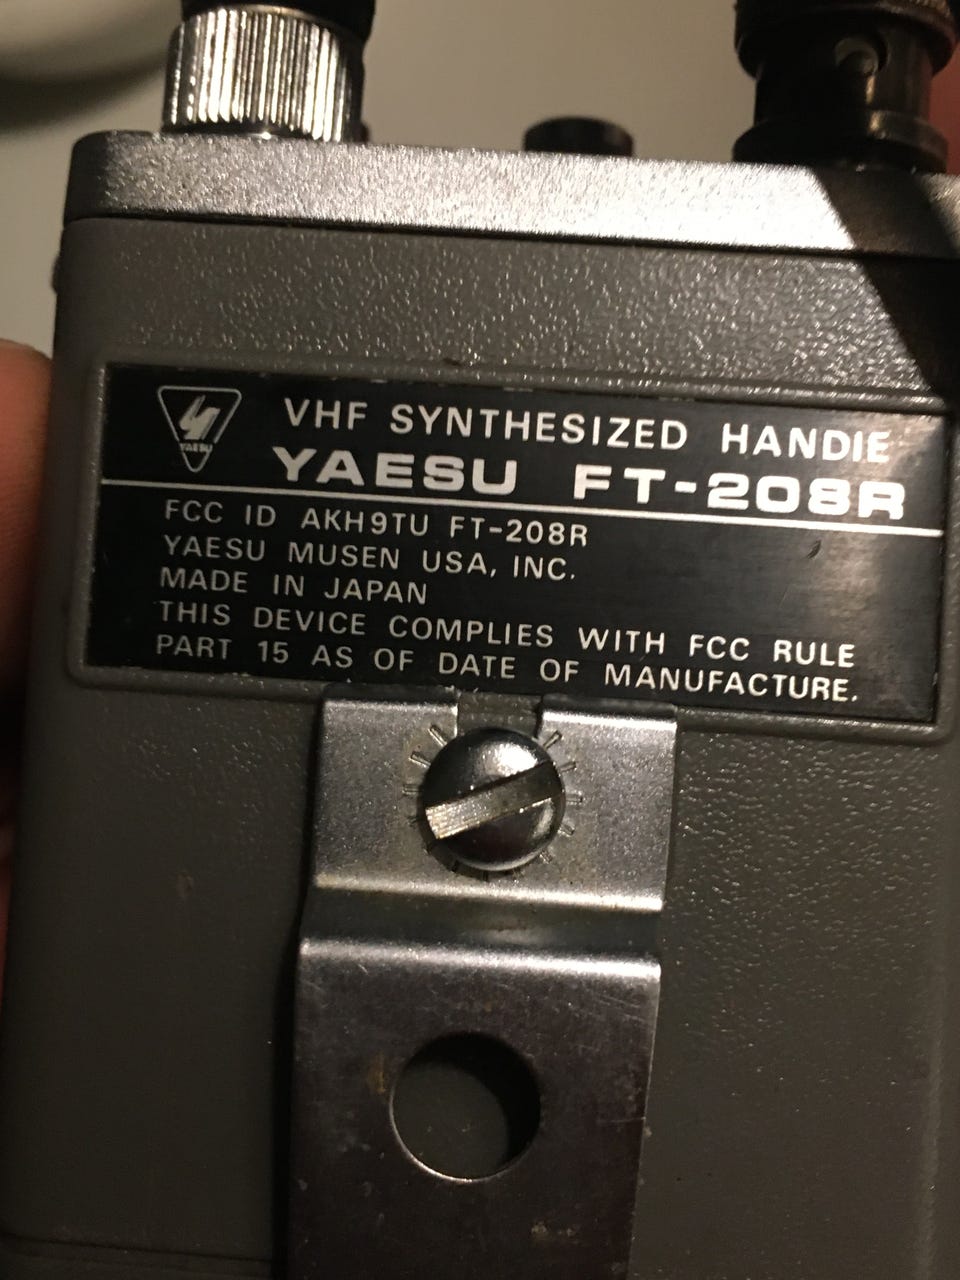 YAESU
VHF SYNTHESIZED HANDIE
YAESU FT-208R
FCC ID AKH9TU FT-208R
YAESU MUSEN USA, INC.
MADE IN JAPAN
THIS DEVICE COMPLIES WITH FCC RULE
PART 15 AS OF DATE OF MANUFACTURE.